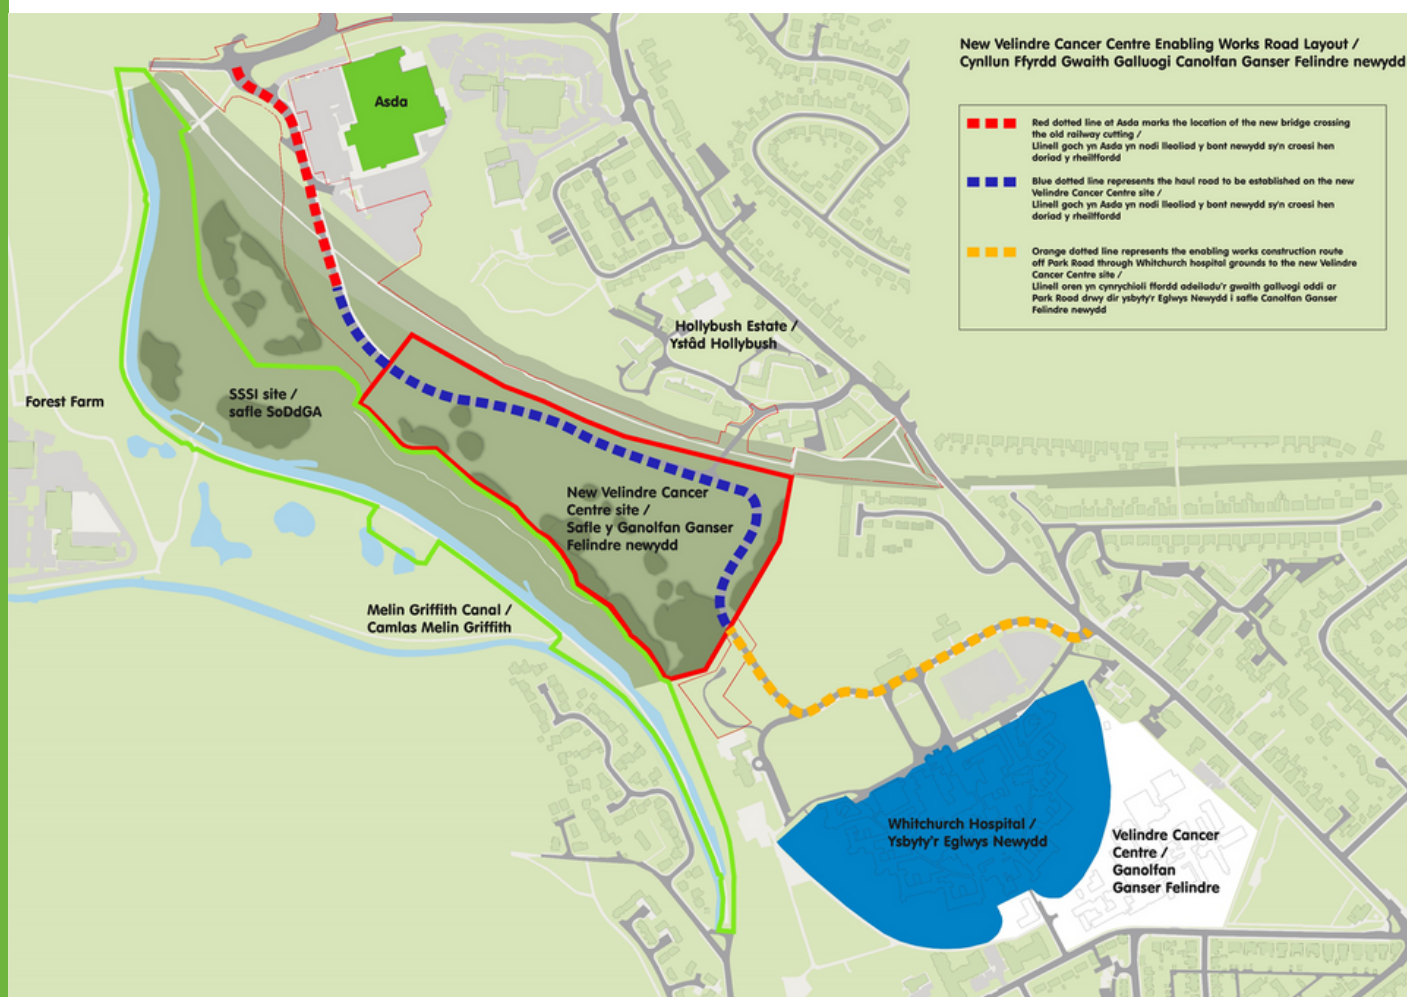 New Velindre Cancer Centre Enabling Works Road Layout /
Cynllun Ffyrdd Gwaith Galluogi Canolfan Ganser Felindre newydd
Red dotted line at Asda marks the location of the new bridge crossing
the old railway cutting /
Llinell goch yn Asda yn nodi lleoliad y bont newydd sy'n croesi hen
doriad y rheilffordd
Blue dotted line represents the haul road to be established on the new
Velindre Cancer Centre site /
Llinell goch yn Asda yn nodi lleoliad y bont newydd sy'n croesi hen
doriad y rheilffordd
Orange dotted line represents the enabling works construction route
off Park Road through Whitchurch hospital grounds to the new Velindre
Cancer Centre site /
Llinell oren yn cynrychioli ffordd adeiladu'r gwaith galluogi oddi ar
Park Road drwy dir ysbyty'r Eglwys Newydd i safle Canolfan Ganser
Felindre newydd
Asda
Hollybush Estate /
Ystâd Hollybush
Forest Farm
SSSI site /
safle SoDdGA
New Velindre Cancer
Centre site /
Safle y Ganolfan Ganser
Felindre newydd
Melin Griffith Canal /
Camlas Melin Griffith
Whitchurch Hospital /
Ysbyty'r Eglwys Newydd
Velindre Cancer
Centre /
Ganolfan
Ganser Felindre